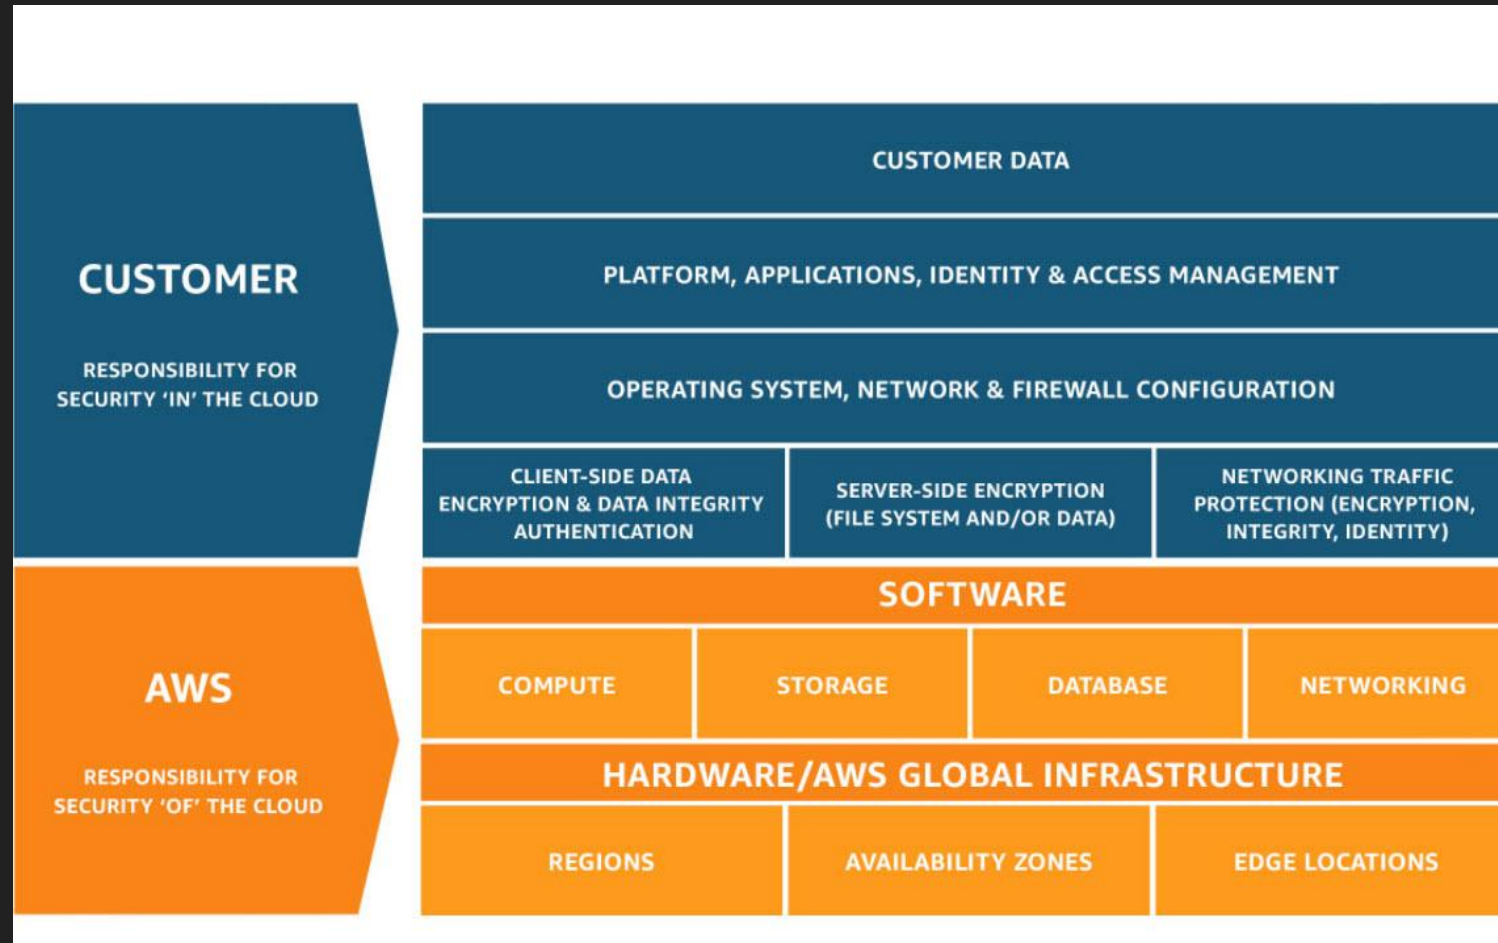 CUSTOMER
RESPONSIBILITY FOR
SECURITY ‘IN’ THE CLOUD
CUSTOMER DATA
PLATFORM, APPLICATIONS, IDENTITY & ACCESS MANAGEMENT
OPERATING SYSTEM, NETWORK & FIREWALL CONFIGURATION
CLIENT-SIDE DATA
ENCRYPTION & DATA INTEGRITY
AUTHENTICATION
SERVER-SIDE ENCRYPTION
(FILE SYSTEM AND/OR DATA)
NETWORKING TRAFFIC
PROTECTION (ENCRYPTION,
INTEGRITY, IDENTITY)
AWS
RESPONSIBILITY FOR
SECURITY ‘OF’ THE CLOUD
SOFTWARE
COMPUTE
STORAGE
DATABASE
NETWORKING
HARDWARE/AWS GLOBAL INFRASTRUCTURE
REGIONS
AVAILABILITY ZONES
EDGE LOCATIONS